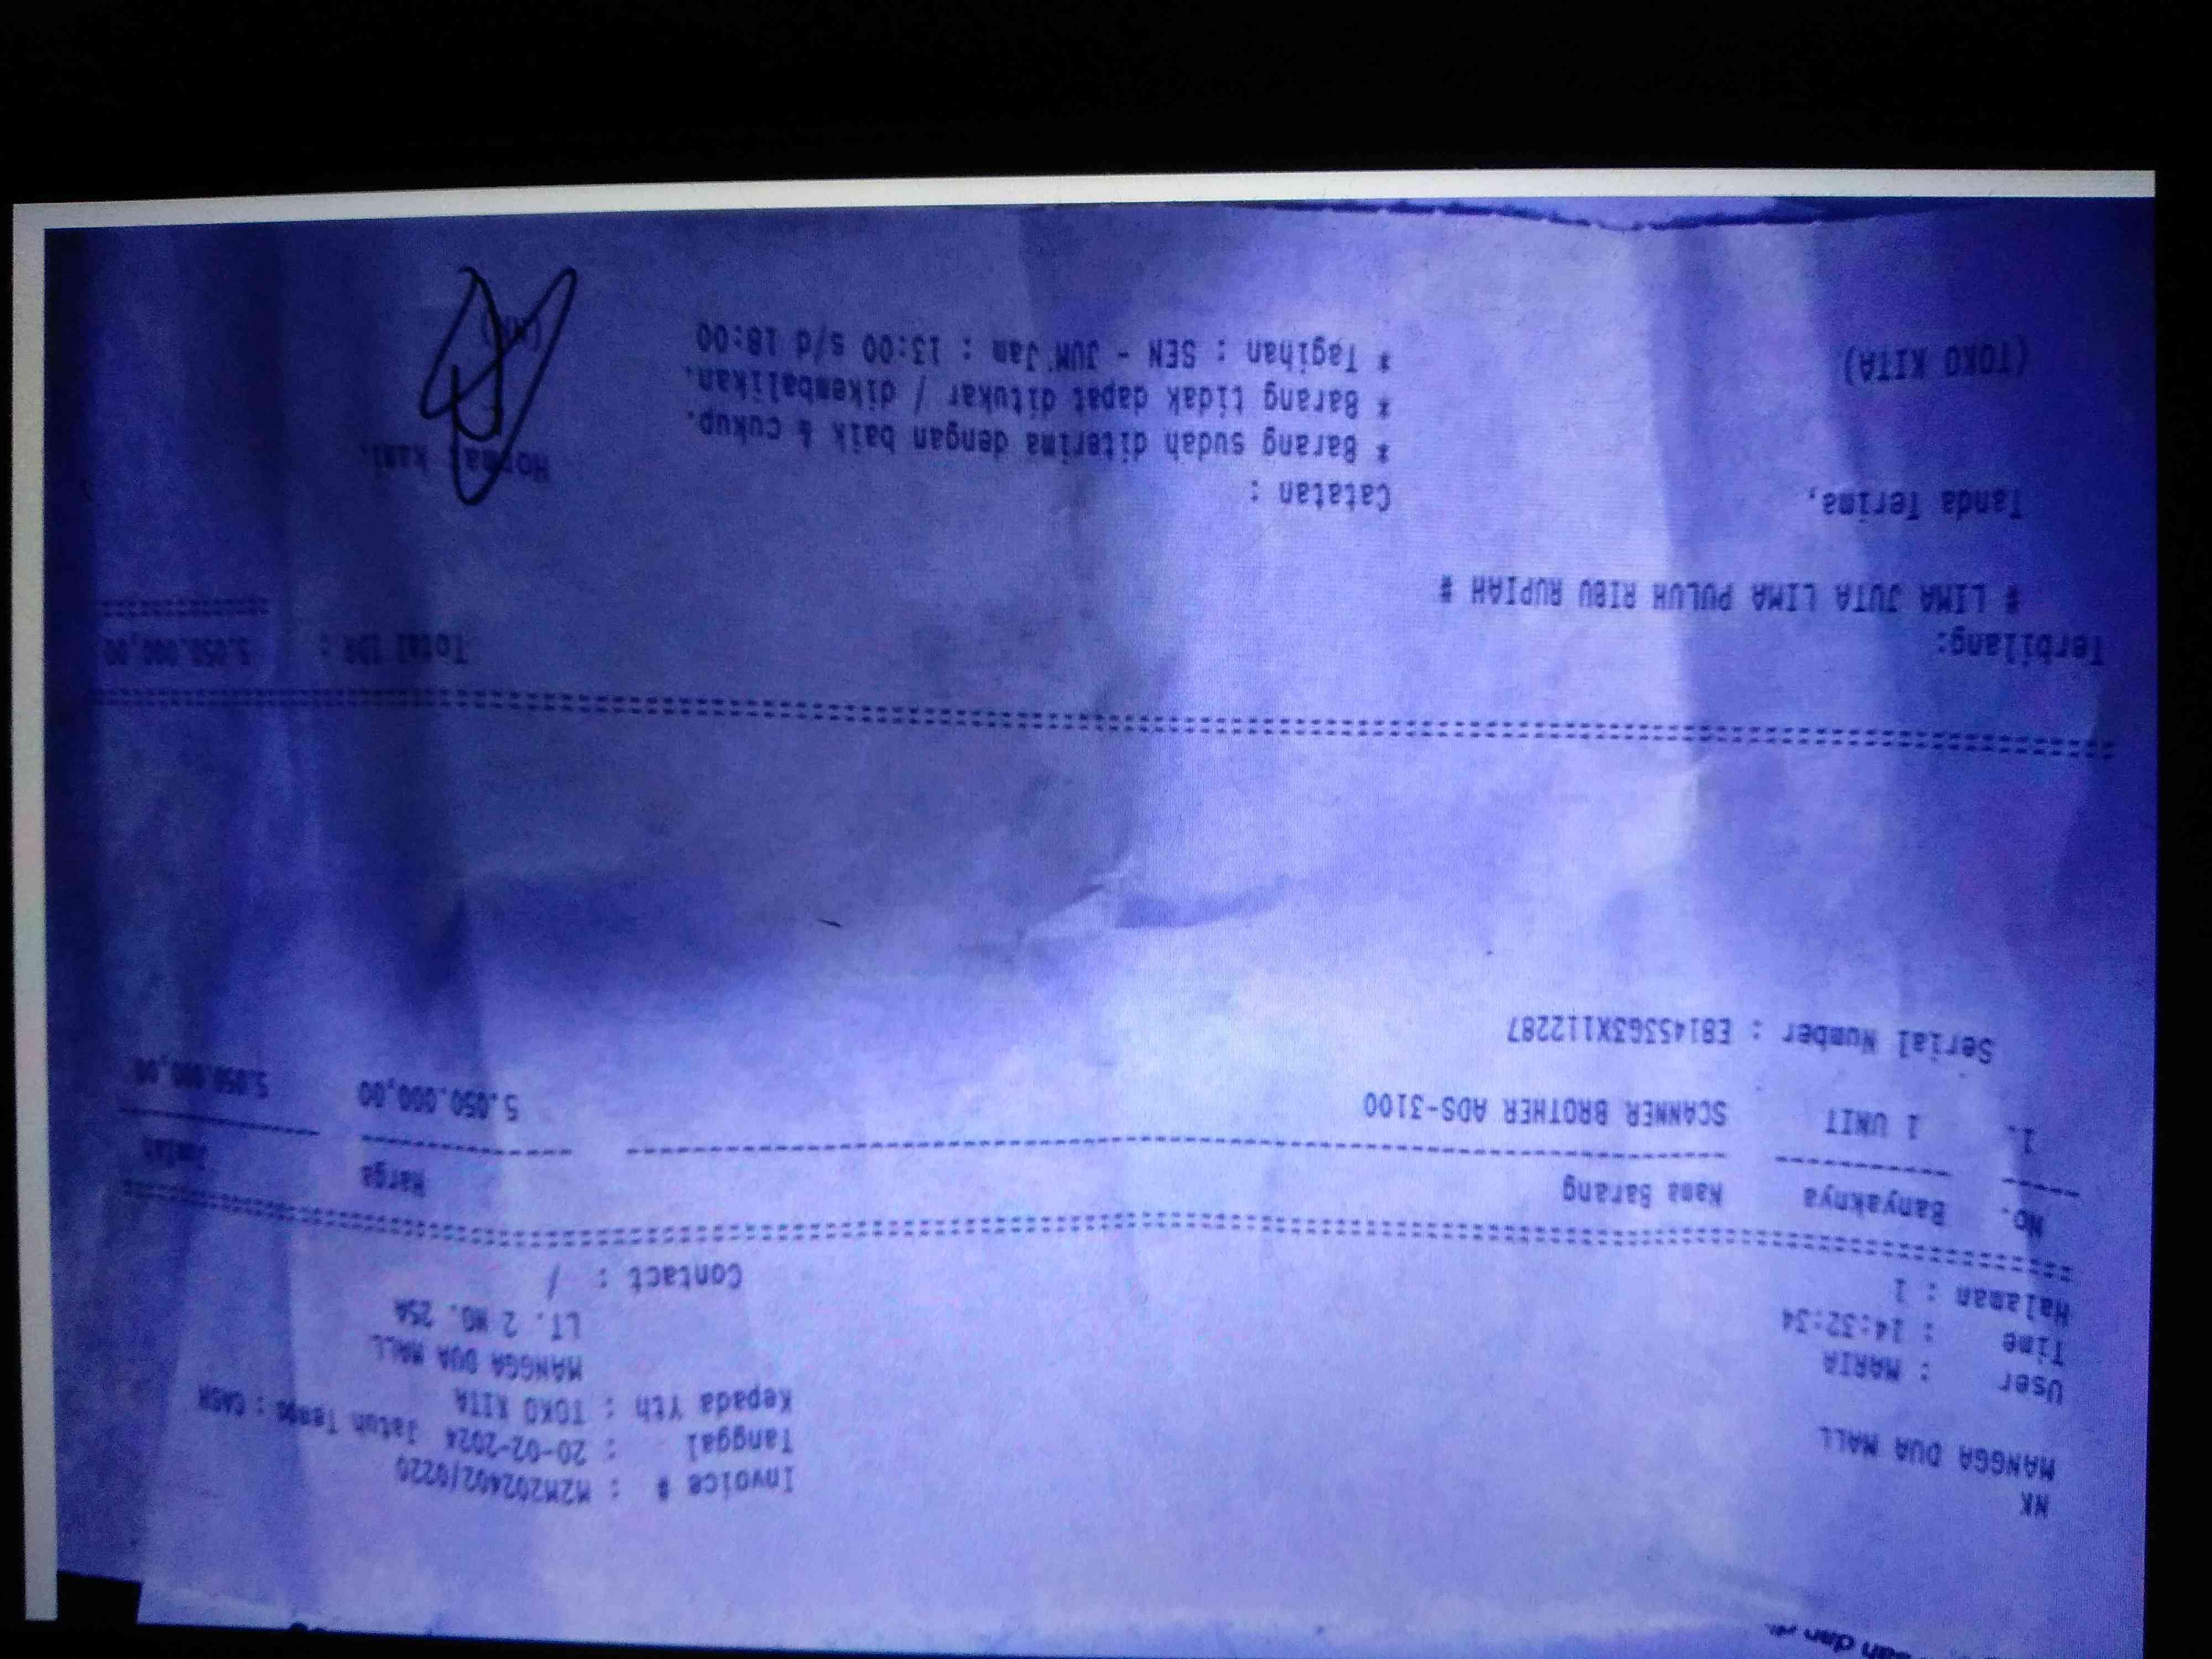 NK
MANGGA DUA MALL
User : MARIA
Time : 14:32:34
Halaman : 1
Invoice # : M2M202402/0220
Tanggal : 20-02-2024 Jatuh Tempo : CASH
Kepada Yth : TOKO KITA
MANGGA DUA MALL
LT. 2 NO. 25A
Contact : /
No. Banyaknya Nama Barang Harga Jumlah
1. 1 UNIT SCANNER BROTHER ADS-3100 5.050.000,00 5.050.000,00
Serial Number : E81453G3X112287
Terbilang: Total IDR : 5.050.000,00
# LIMA JUTA LIMA PULUH RIBU RUPIAH #
Tanda Terima, Catatan : Hormat kami,
* Barang sudah diterima dengan baik & cukup.
* Barang tidak dapat ditukar / dikembalikan.
* Tagihan : SEN - JUM'Jam : 13:00 s/d 18:00
(TOKO KITA)